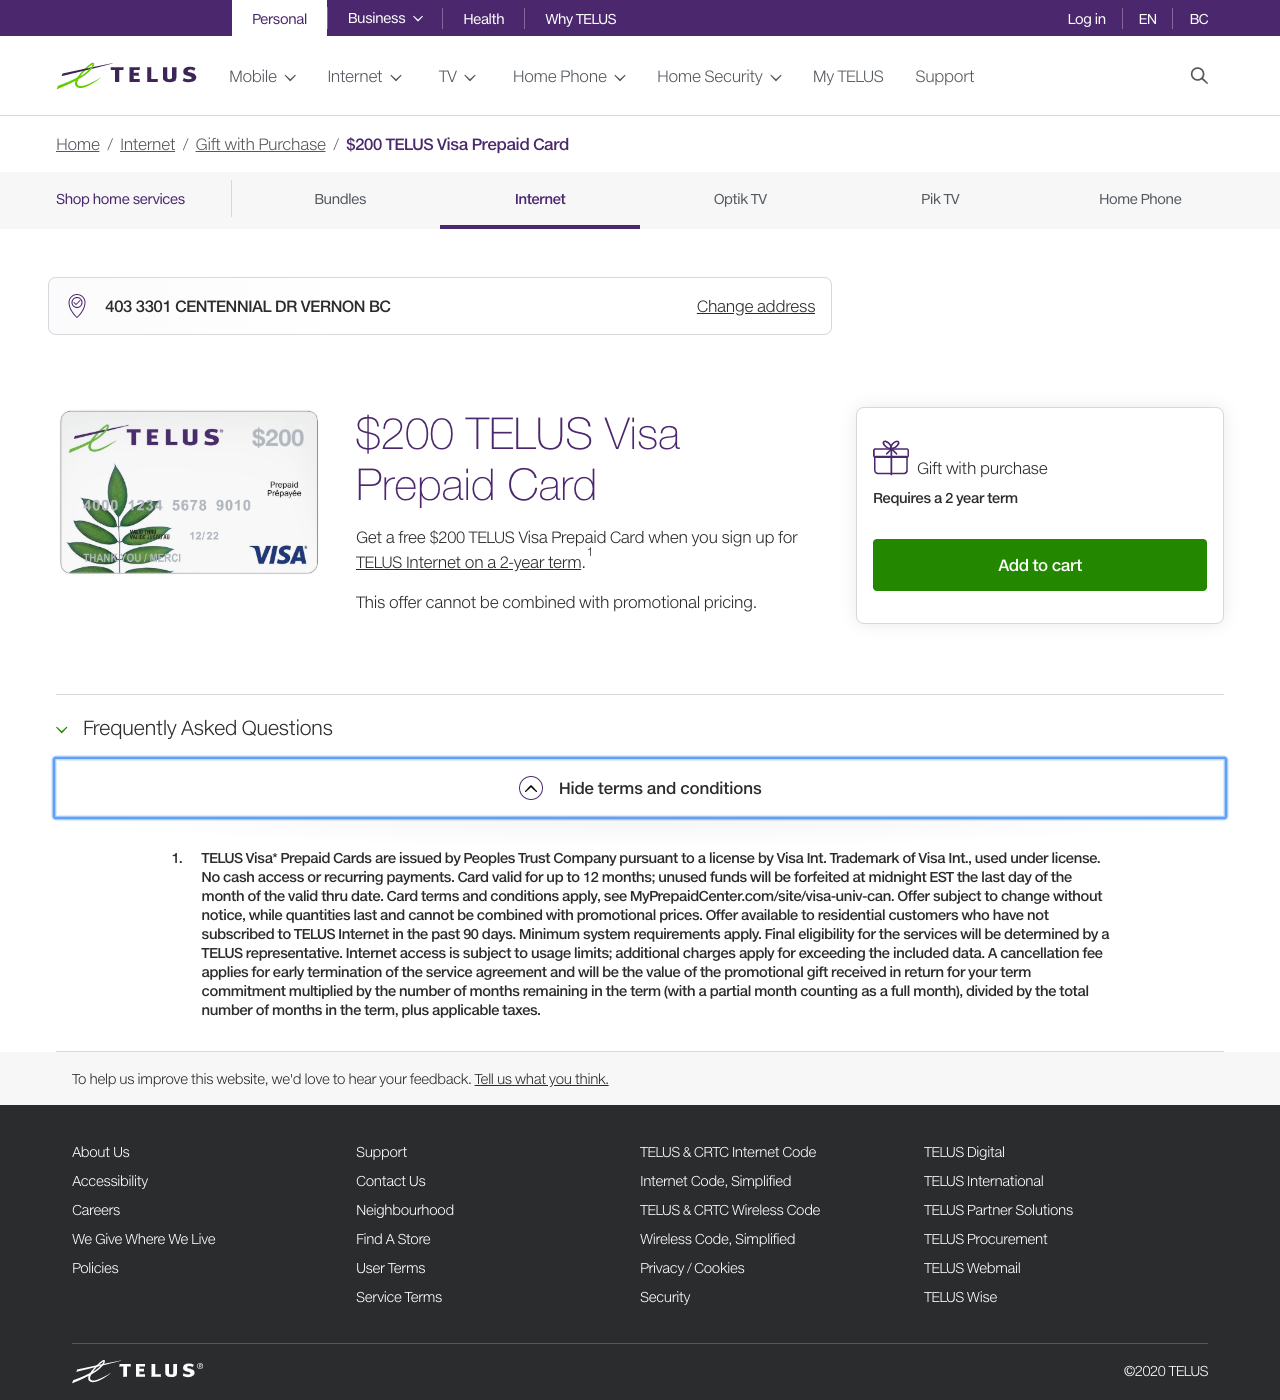 Personal
Business
Health
Why TELUS
Log in
EN
BC
TELUS
Mobile
Internet
TV
Home Phone
Home Security
My TELUS
Support
Home / Internet / Gift with Purchase / $200 TELUS Visa Prepaid Card
Shop home services
Bundles
Internet
Optik TV
Pik TV
Home Phone
403 3301 CENTENNIAL DR VERNON BC
Change address
TELUS® $200
Prepaid
Prépayée
4000 1234 5678 9010
12/22
THANK YOU / MERCI
VISA
$200 TELUS Visa
Prepaid Card
Get a free $200 TELUS Visa Prepaid Card when you sign up for
TELUS Internet on a 2-year term.1
This offer cannot be combined with promotional pricing.
Gift with purchase
Requires a 2 year term
Add to cart
Frequently Asked Questions
Hide terms and conditions
1. TELUS Visa* Prepaid Cards are issued by Peoples Trust Company pursuant to a license by Visa Int. Trademark of Visa Int., used under license.
No cash access or recurring payments. Card valid for up to 12 months; unused funds will be forfeited at midnight EST the last day of the
month of the valid thru date. Card terms and conditions apply, see MyPrepaidCenter.com/site/visa-univ-can. Offer subject to change without
notice, while quantities last and cannot be combined with promotional prices. Offer available to residential customers who have not
subscribed to TELUS Internet in the past 90 days. Minimum system requirements apply. Final eligibility for the services will be determined by a
TELUS representative. Internet access is subject to usage limits; additional charges apply for exceeding the included data. A cancellation fee
applies for early termination of the service agreement and will be the value of the promotional gift received in return for your term
commitment multiplied by the number of months remaining in the term (with a partial month counting as a full month), divided by the total
number of months in the term, plus applicable taxes.
To help us improve this website, we'd love to hear your feedback. Tell us what you think.
About Us
Accessibility
Careers
We Give Where We Live
Policies
Support
Contact Us
Neighbourhood
Find A Store
User Terms
Service Terms
TELUS & CRTC Internet Code
Internet Code, Simplified
TELUS & CRTC Wireless Code
Wireless Code, Simplified
Privacy / Cookies
Security
TELUS Digital
TELUS International
TELUS Partner Solutions
TELUS Procurement
TELUS Webmail
TELUS Wise
TELUS®
©2020 TELUS